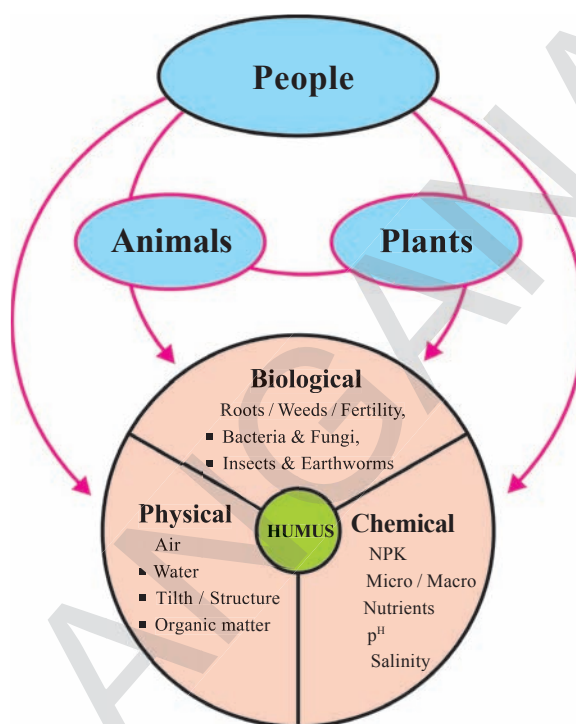 People
Animals
Plants
Biological
Roots / Weeds / Fertility,
▪ Bacteria & Fungi,
▪ Insects & Earthworms
Physical
Air
▪ Water
▪ Tilth / Structure
▪ Organic matter
HUMUS
Chemical
NPK
Micro / Macro
Nutrients
pᴴ
Salinity